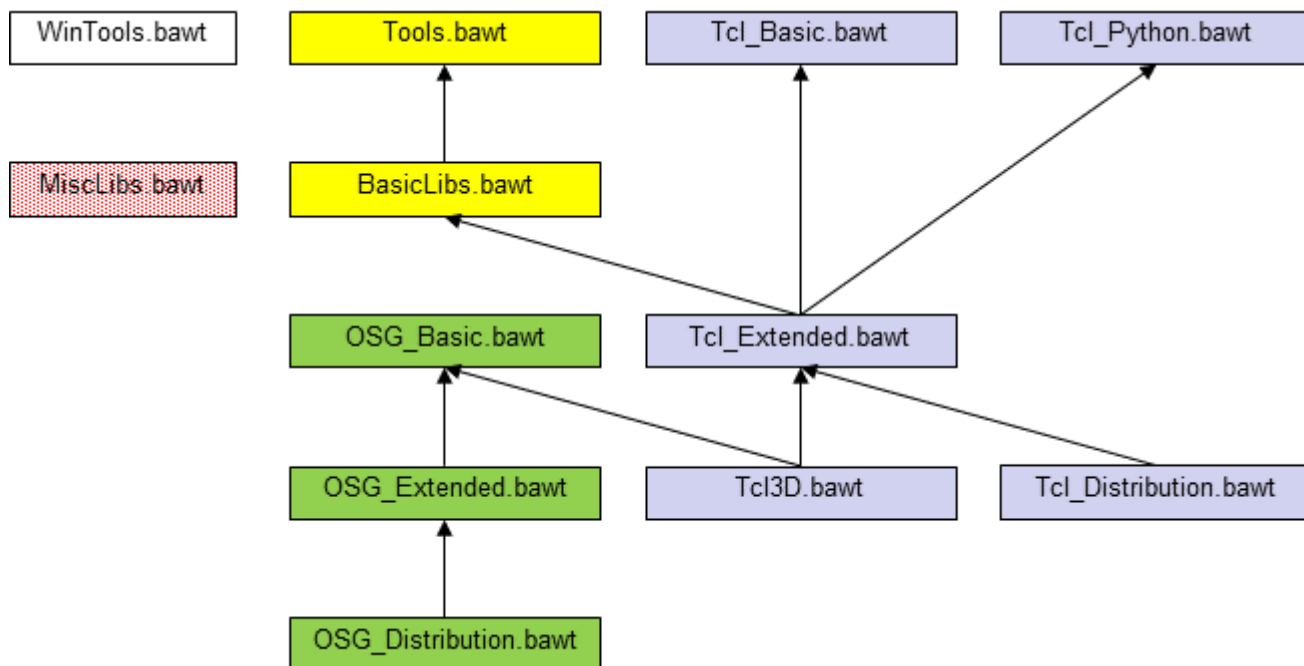 WinTools.bawt
Tools.bawt
Tcl_Basic.bawt
Tcl_Python.bawt
MiscLibs.bawt
BasicLibs.bawt
OSG_Basic.bawt
Tcl_Extended.bawt
OSG_Extended.bawt
Tcl3D.bawt
Tcl_Distribution.bawt
OSG_Distribution.bawt